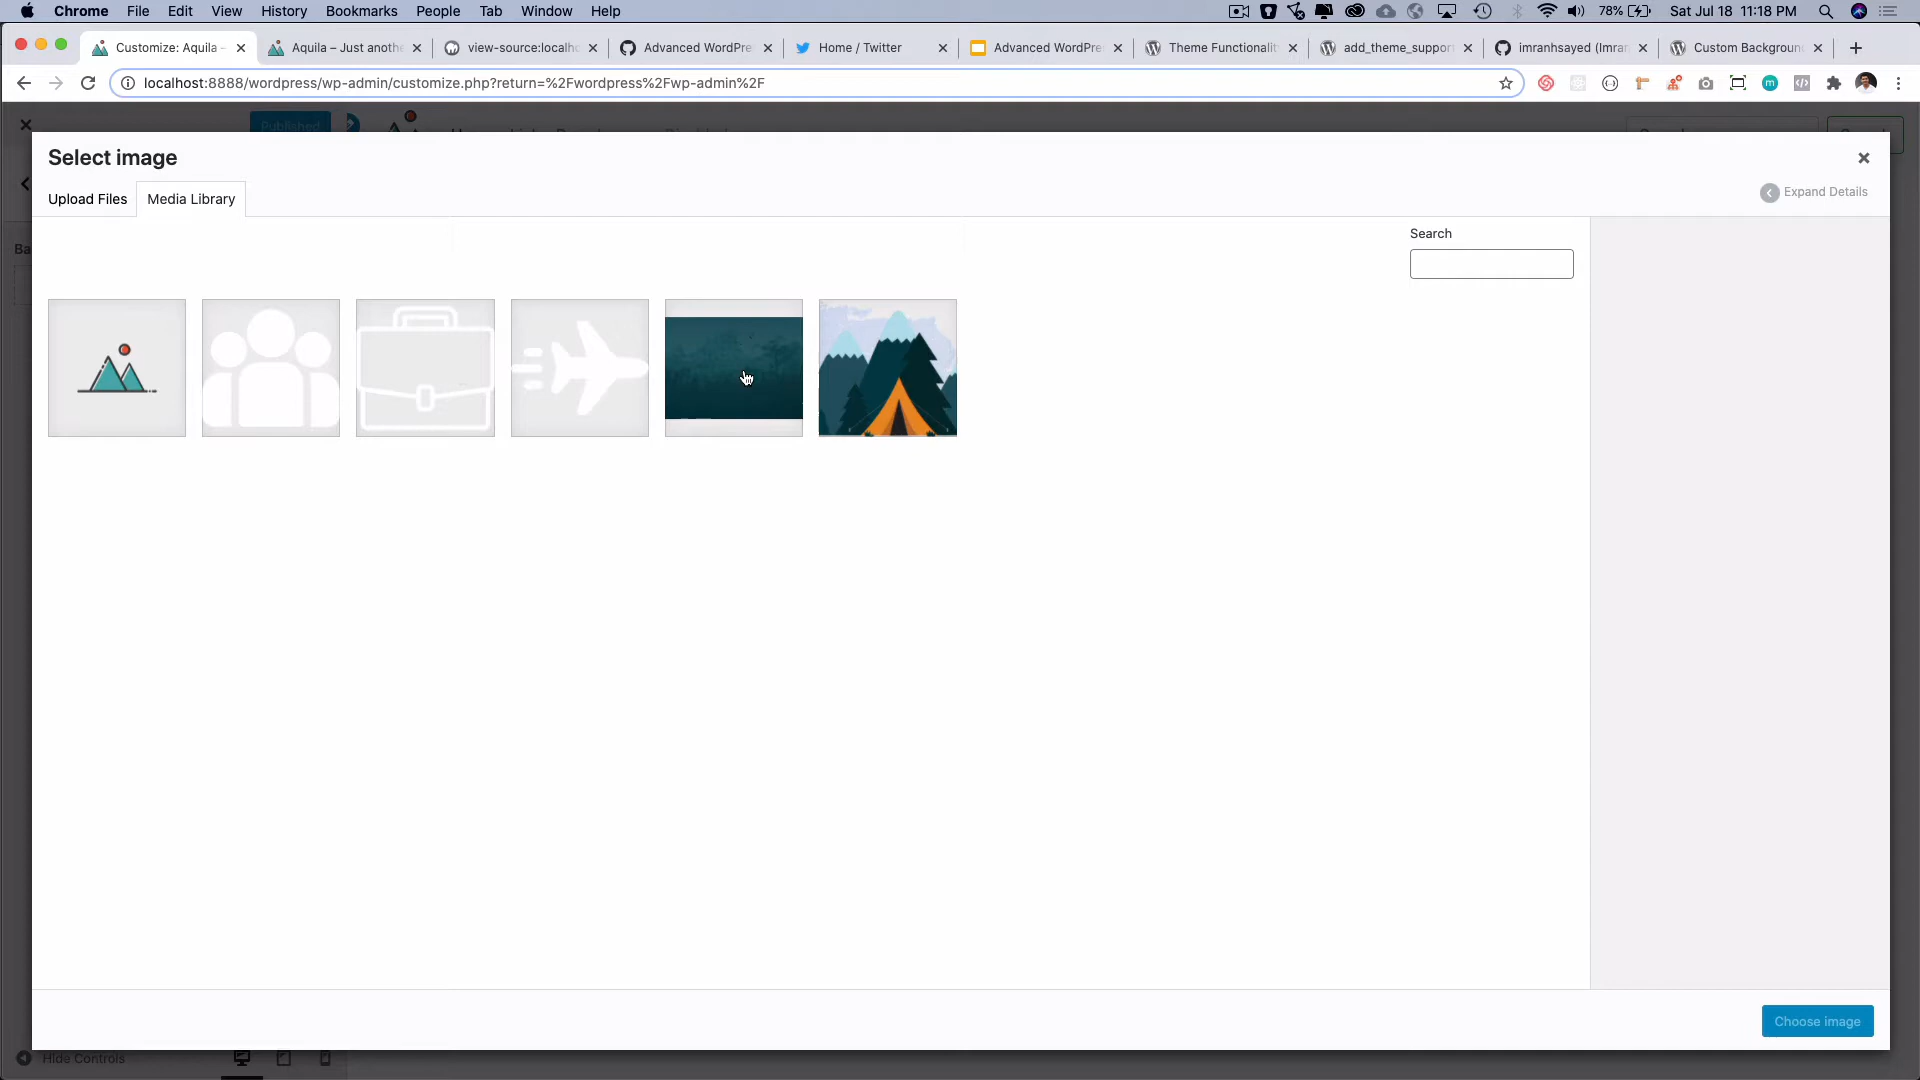 Chrome File Edit View History Bookmarks People Tab Window Help 78% Sat Jul 18 11:18 PM
Customize: Aquila – Aquila – Just anothe view-source:localho Advanced WordPre Home / Twitter Advanced WordPre Theme Functionalit add_theme_support imranhsayed (Imran Custom Background
localhost:8888/wordpress/wp-admin/customize.php?return=%2Fwordpress%2Fwp-admin%2F
Published
Select image
Upload Files Media Library
Expand Details
Ba
Search
Choose image
Hide Controls